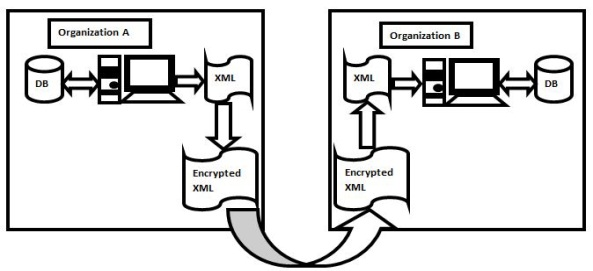 Organization A
DB
XML
Encrypted
XML
Organization B
XML
DB
Encrypted
XML